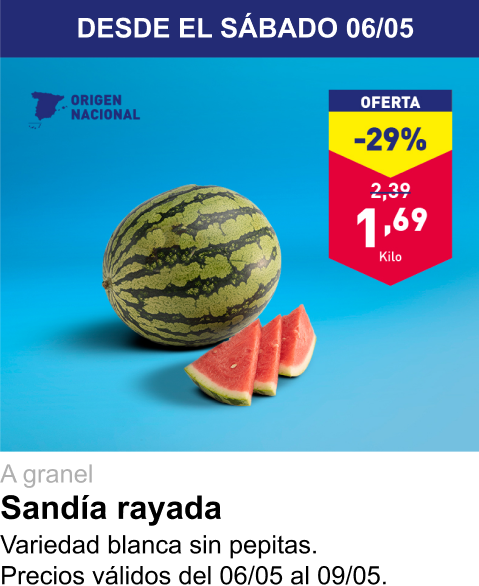 DESDE EL SÁBADO 06/05
ORIGEN
NACIONAL
OFERTA
-29%
2,39
1,69
Kilo
A granel
Sandía rayada
Variedad blanca sin pepitas.
Precios válidos del 06/05 al 09/05.